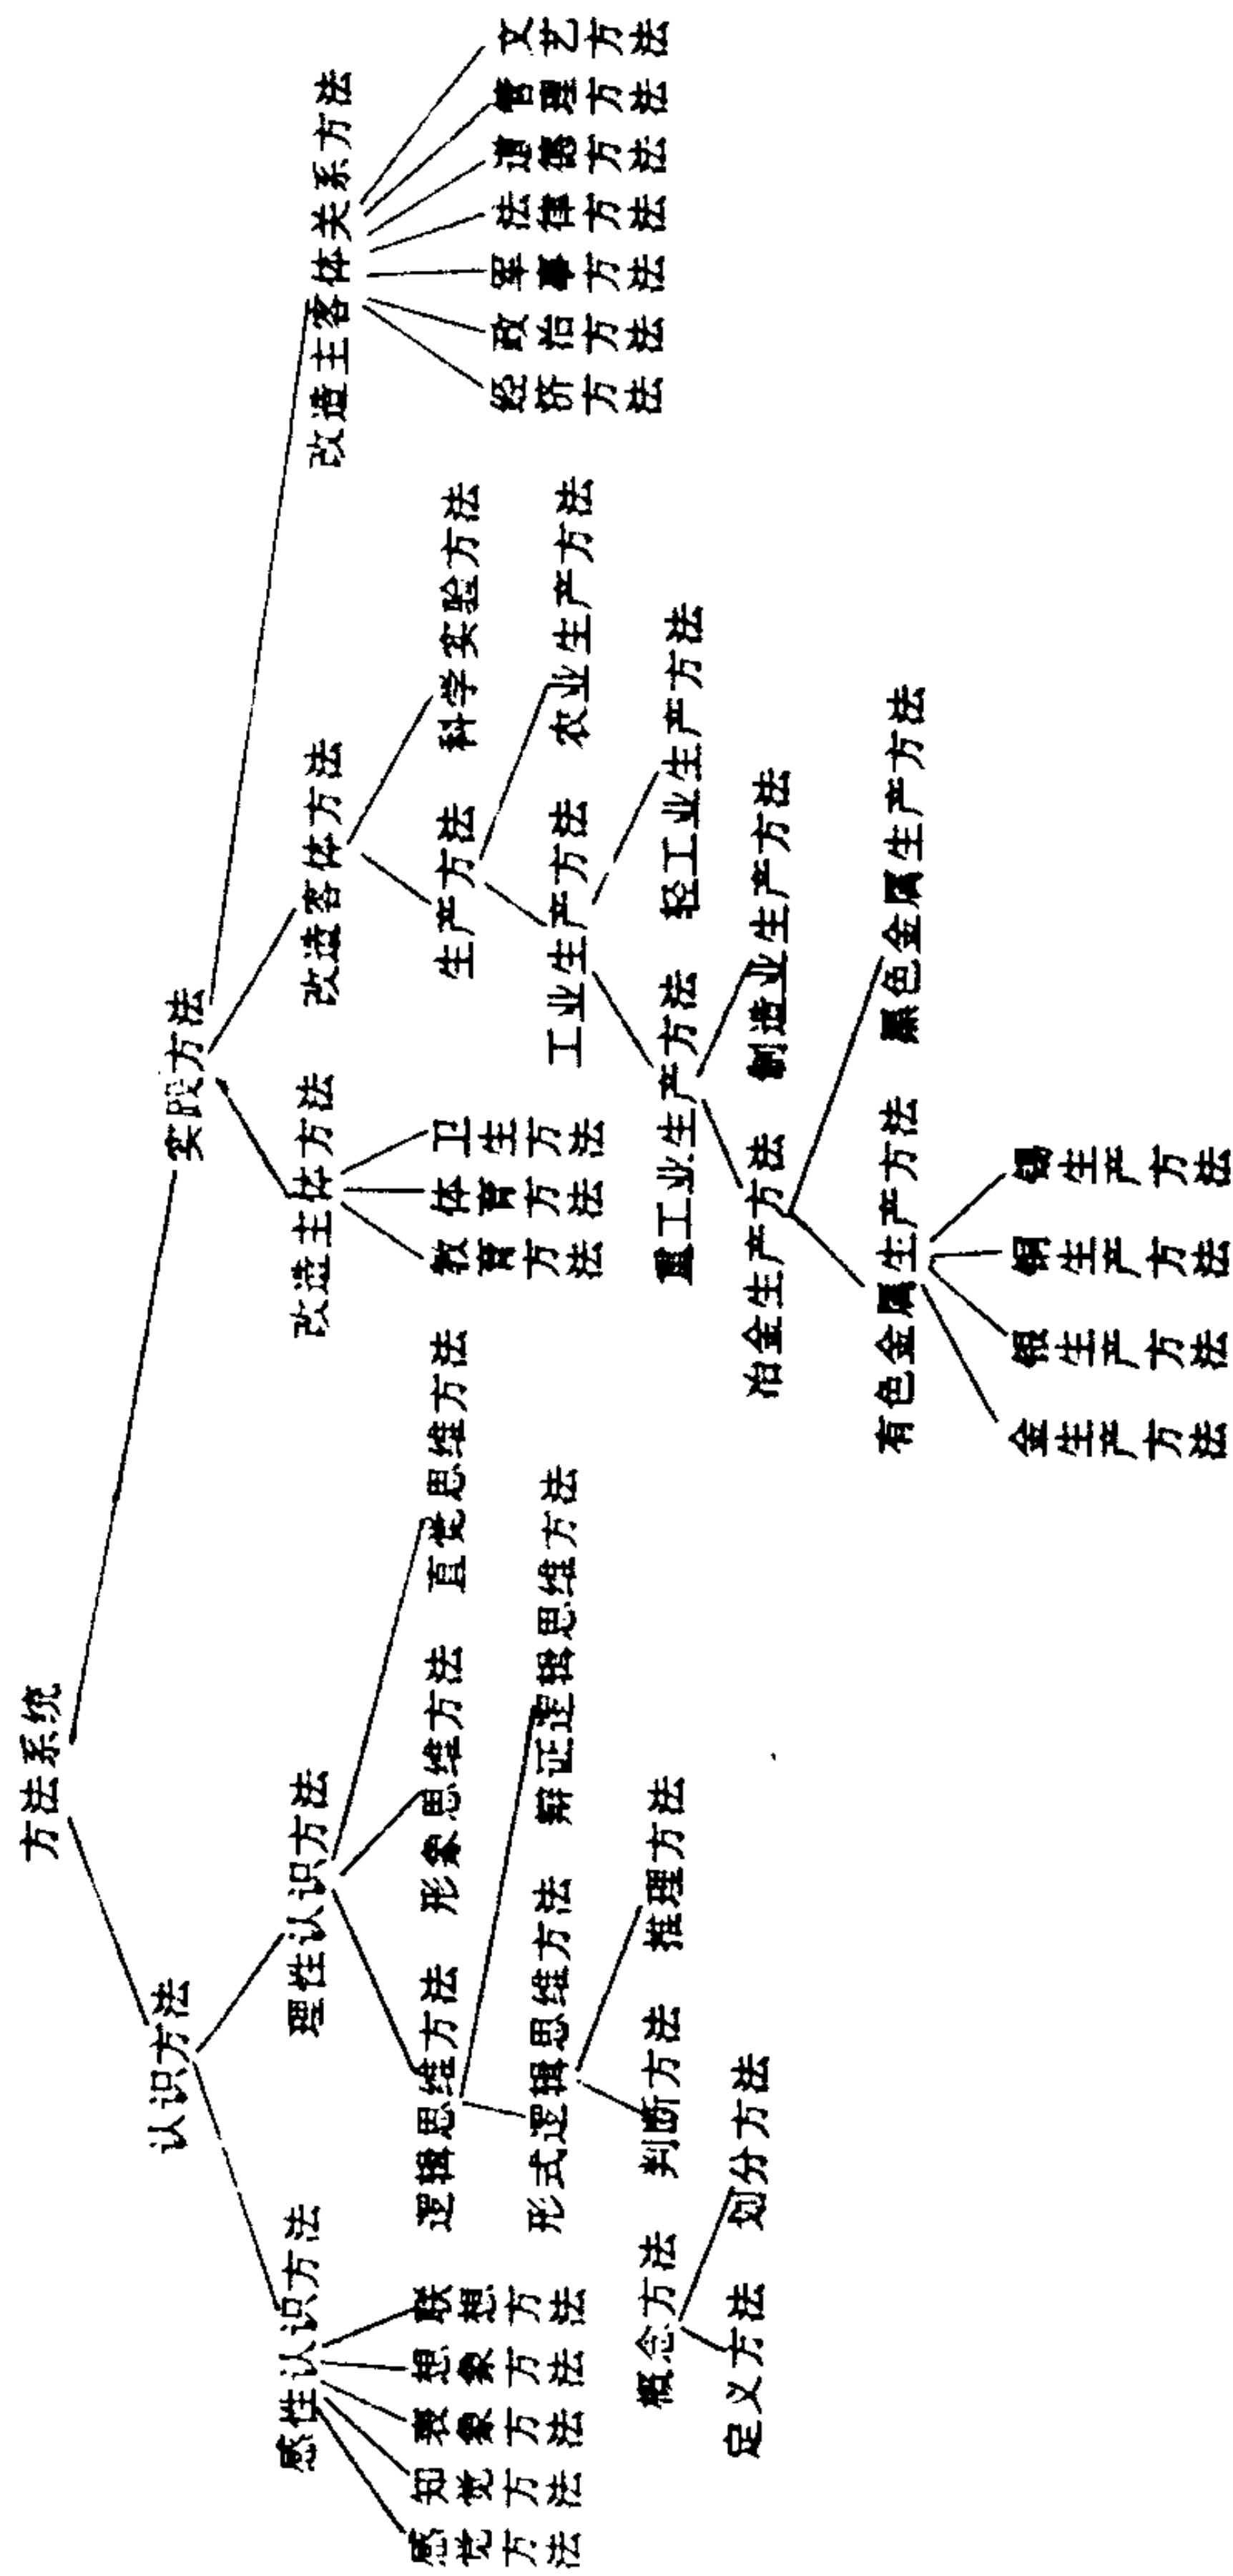 方法系统
认识方法
实践方法
感性认识方法
理性认识方法
改造主体方法
改造客体方法
改造主客体关系方法
感觉方法
知觉方法
表象方法
想象方法
联想方法
逻辑思维方法
形象思维方法
直觉思维方法
教育方法
体育方法
卫生方法
生产方法
科学实验方法
经济方法
政治方法
军事方法
法律方法
道德方法
管理方法
文艺方法
形式逻辑思维方法
辩证逻辑思维方法
工业生产方法
农业生产方法
概念方法
判断方法
推理方法
重工业生产方法
轻工业生产方法
定义方法
划分方法
冶金生产方法
制造业生产方法
有色金属生产方法
黑色金属生产方法
金生产方法
银生产方法
铜生产方法
锡生产方法